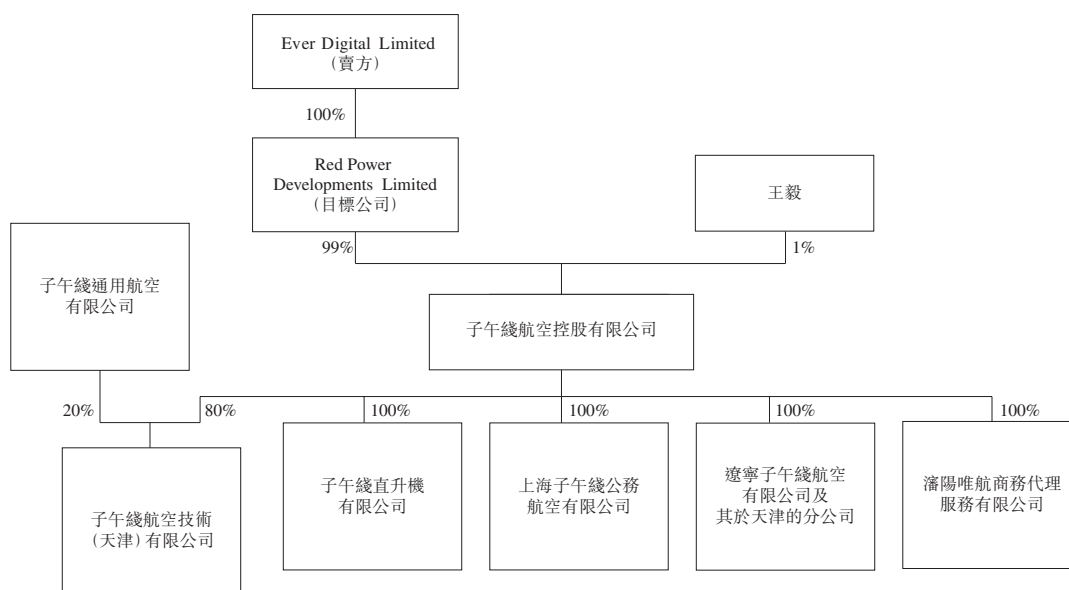 Ever Digital Limited
(賣方)
100%
Red Power
Developments Limited
(目標公司)
王毅
99%
1%
子午綫通用航空
有限公司
子午綫航空控股有限公司
20%
80%
100%
100%
100%
100%
子午綫航空技術
(天津)有限公司
子午綫直升機
有限公司
上海子午綫公務
航空有限公司
遼寧子午綫航空
有限公司及
其於天津的分公司
瀋陽唯航商務代理
服務有限公司